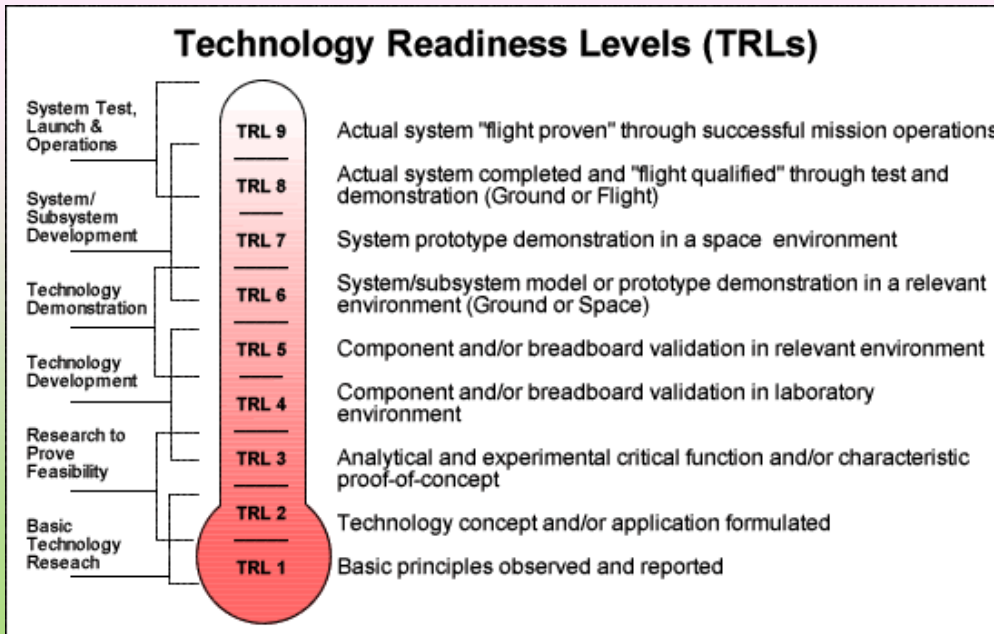 Technology Readiness Levels (TRLs)
System Test,
Launch &
Operations
System/
Subsystem
Development
Technology
Demonstration
Technology
Development
Research to
Prove
Feasibility
Basic
Technology
Reseach
TRL 9
Actual system "flight proven" through successful mission operations
TRL 8
Actual system completed and "flight qualified" through test and
demonstration (Ground or Flight)
TRL 7
System prototype demonstration in a space environment
TRL 6
System/subsystem model or prototype demonstration in a relevant
environment (Ground or Space)
TRL 5
Component and/or breadboard validation in relevant environment
TRL 4
Component and/or breadboard validation in laboratory
environment
TRL 3
Analytical and experimental critical function and/or characteristic
proof-of-concept
TRL 2
Technology concept and/or application formulated
TRL 1
Basic principles observed and reported